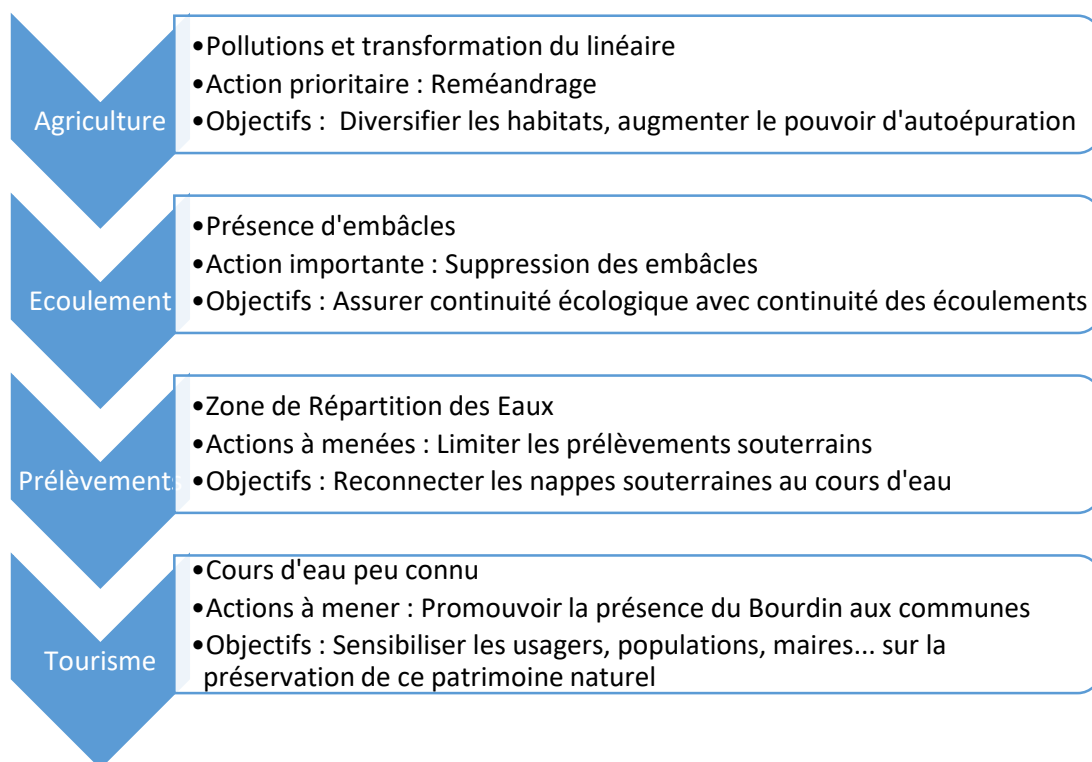 Agriculture
•Pollutions et transformation du linéaire
•Action prioritaire : Reméandrage
•Objectifs : Diversifier les habitats, augmenter le pouvoir d'autoépuration
Ecoulement
•Présence d'embâcles
•Action importante : Suppression des embâcles
•Objectifs : Assurer continuité écologique avec continuité des écoulements
Prélèvements
•Zone de Répartition des Eaux
•Actions à menées : Limiter les prélèvements souterrains
•Objectifs : Reconnecter les nappes souterraines au cours d'eau
Tourisme
•Cours d'eau peu connu
•Actions à mener : Promouvoir la présence du Bourdin aux communes
•Objectifs : Sensibiliser les usagers, populations, maires... sur la
préservation de ce patrimoine naturel